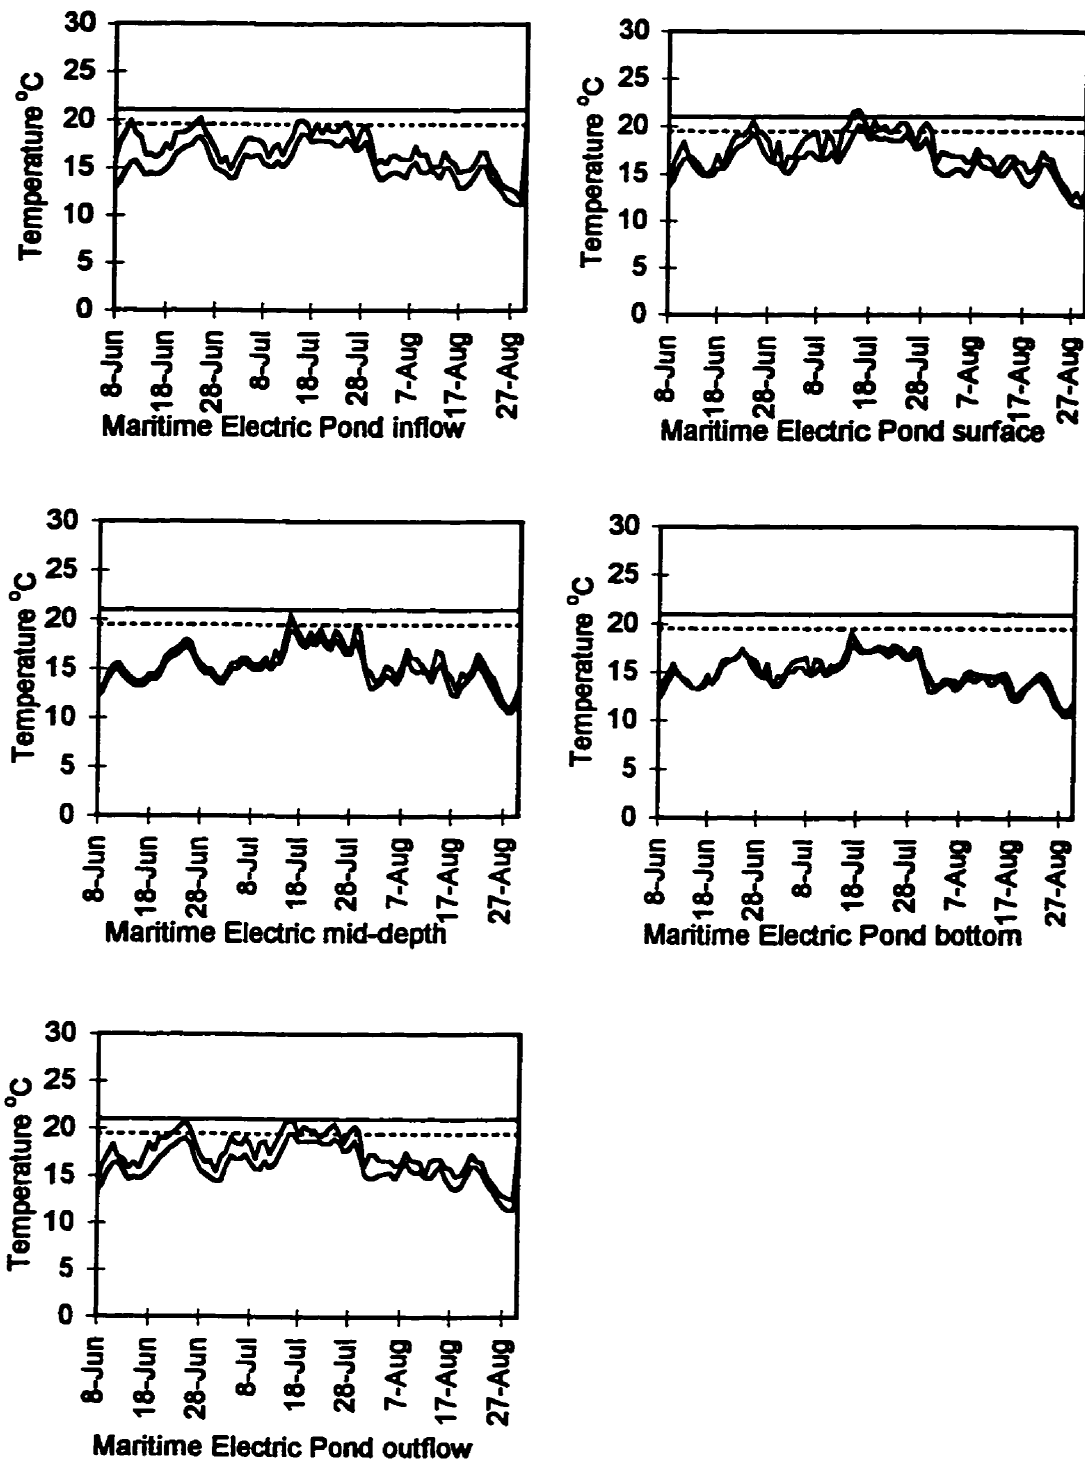 30
25
20
15
10
5
0
Temperature °C
8-Jun
18-Jun
28-Jun
8-Jul
18-Jul
28-Jul
7-Aug
17-Aug
27-Aug
Maritime Electric Pond inflow
30
25
20
15
10
5
0
Temperature °C
8-Jun
18-Jun
28-Jun
8-Jul
18-Jul
28-Jul
7-Aug
17-Aug
27-Aug
Maritime Electric Pond surface
30
25
20
15
10
5
0
Temperature °C
8-Jun
18-Jun
28-Jun
8-Jul
18-Jul
28-Jul
7-Aug
17-Aug
27-Aug
Maritime Electric mid-depth
30
25
20
15
10
5
0
Temperature °C
8-Jun
18-Jun
28-Jun
8-Jul
18-Jul
28-Jul
7-Aug
17-Aug
27-Aug
Maritime Electric Pond bottom
30
25
20
15
10
5
0
Temperature °C
8-Jun
18-Jun
28-Jun
8-Jul
18-Jul
28-Jul
7-Aug
17-Aug
27-Aug
Maritime Electric Pond outflow